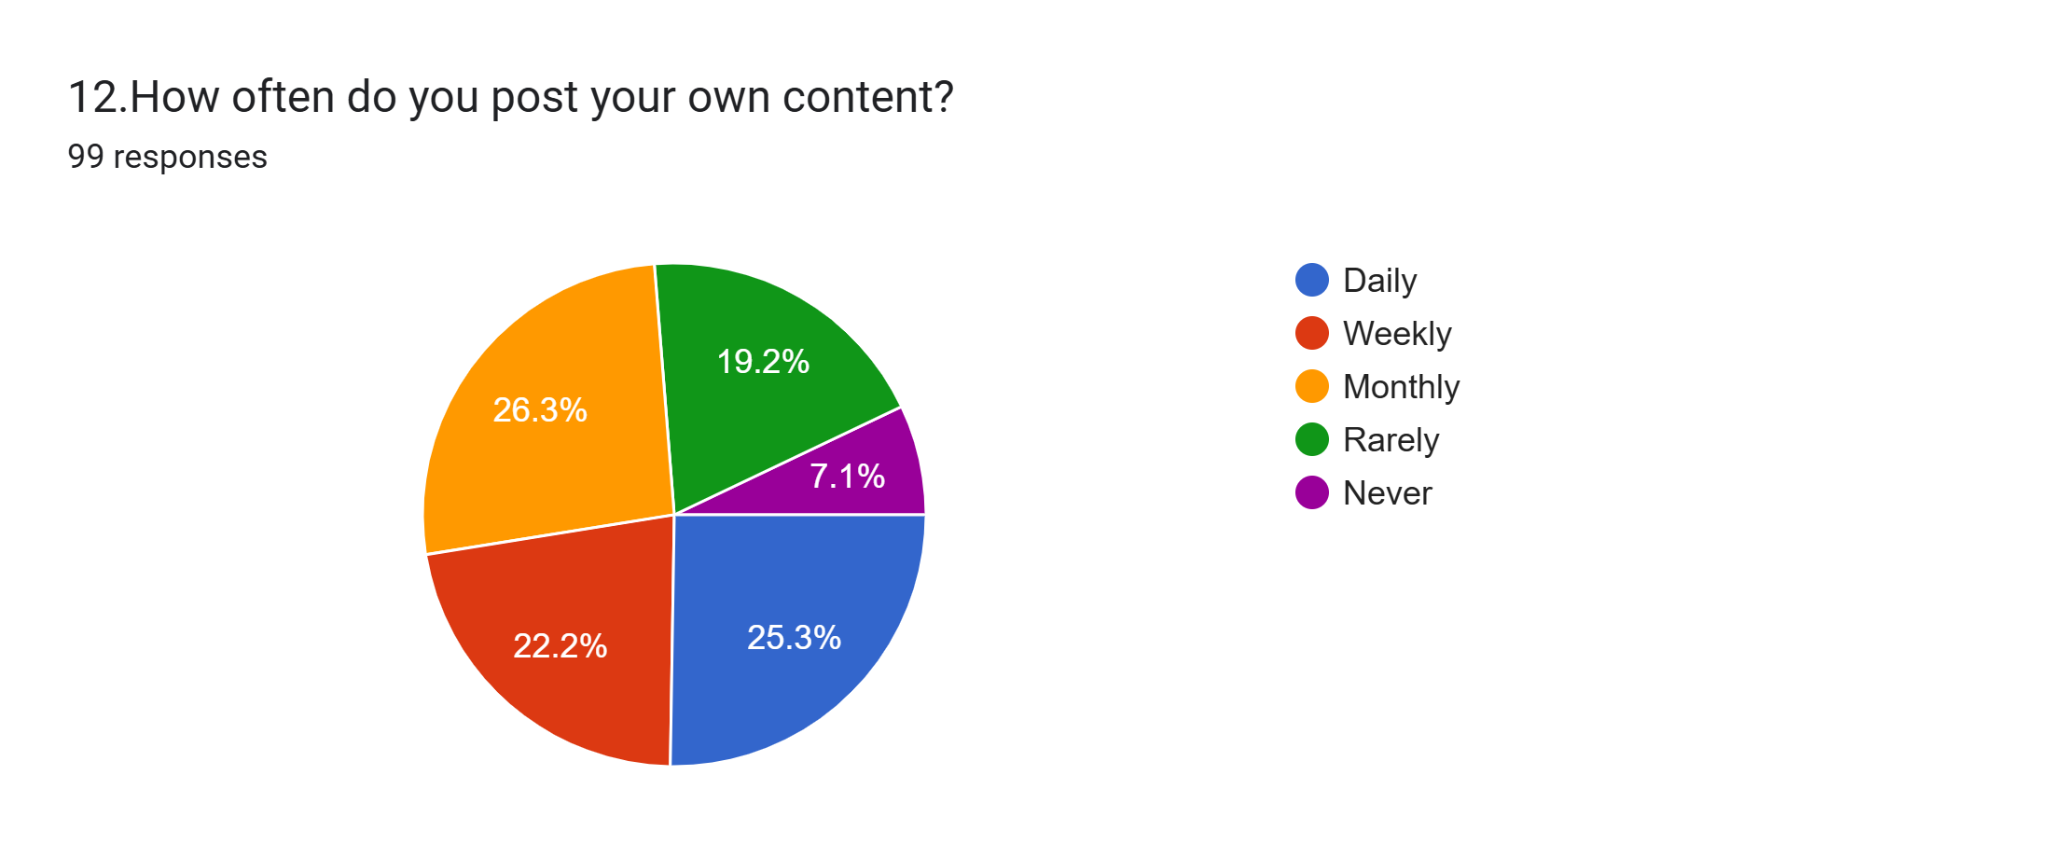 12.How often do you post your own content?
99 responses
19.2%
26.3%
7.1%
25.3%
22.2%
Daily
Weekly
Monthly
Rarely
Never